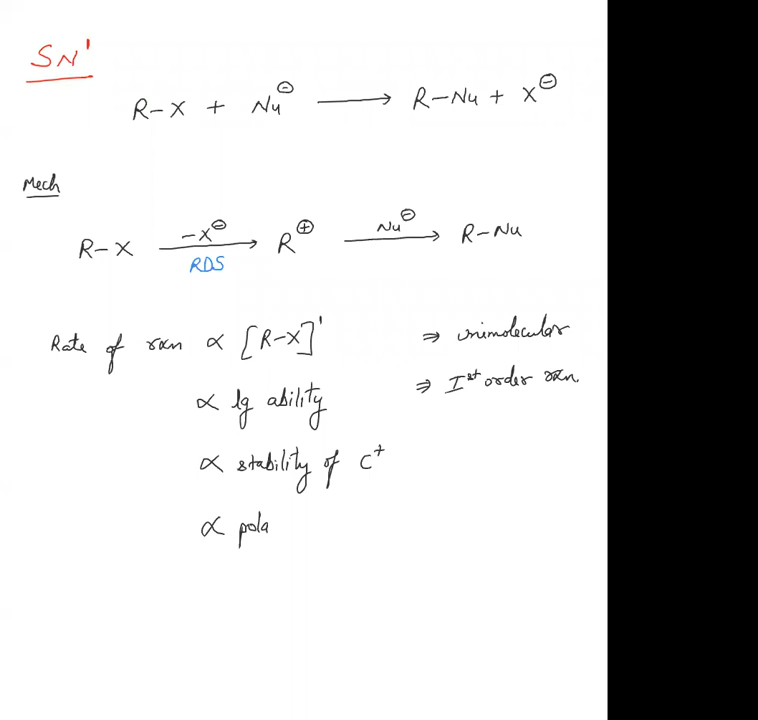 SN'
R-X + Nu⊖ ⟶ R-Nu + X⊖
Mech
R-X —(-X⊖ / RDS)→ R⊕ —(Nu⊖)→ R-Nu
Rate of rxn ∝ [R-X]' ⇒ unimolecular
⇒ Ist order rxn.
∝ lg ability
∝ stability of C+
∝ pola